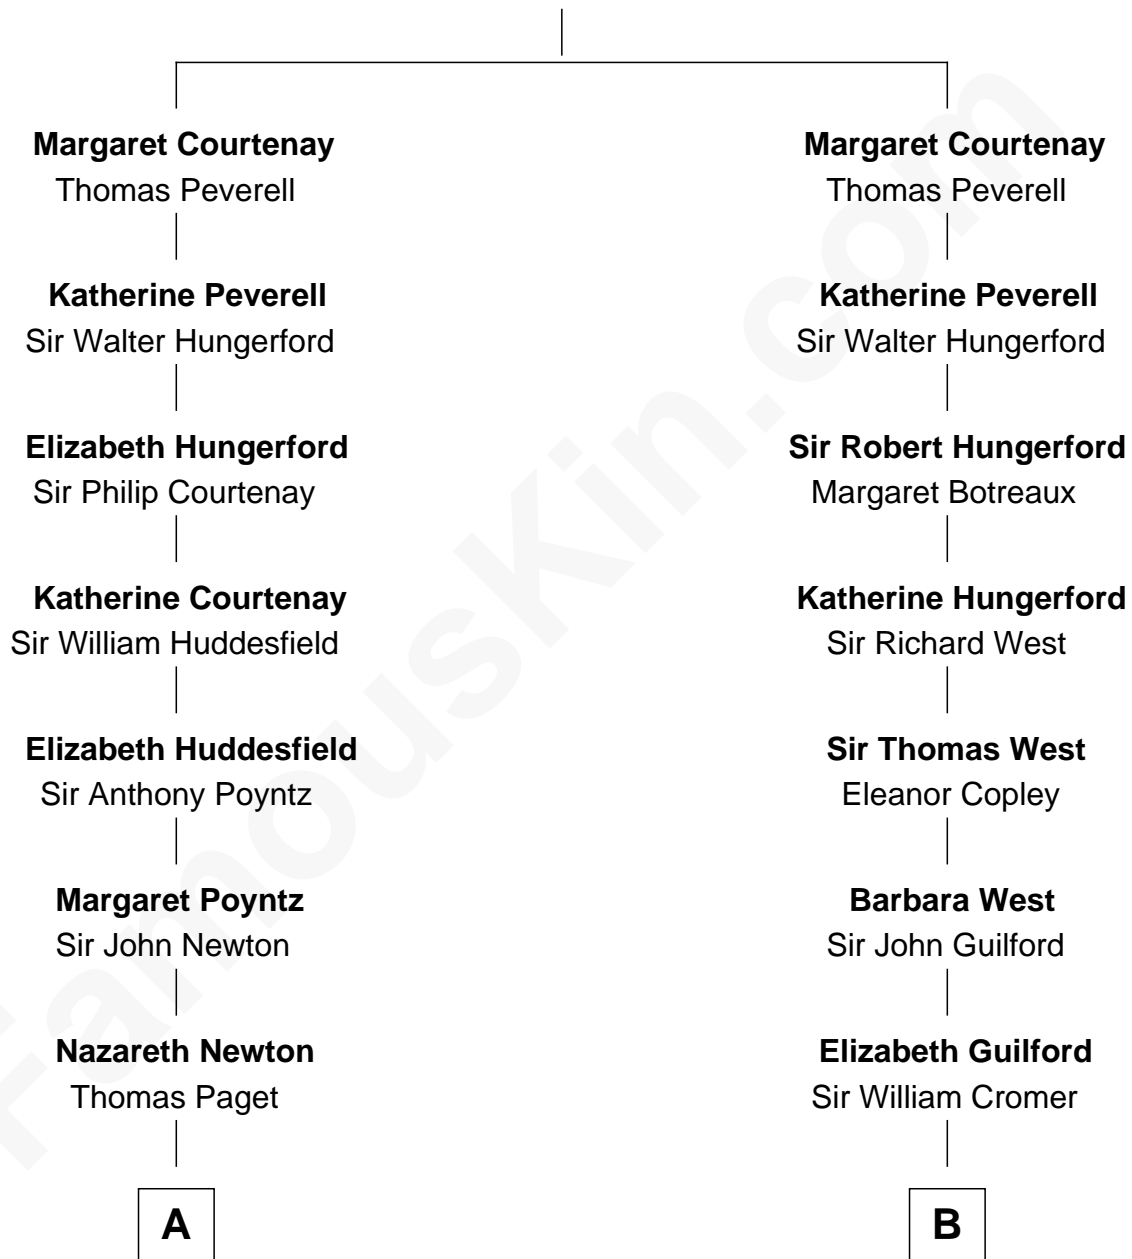 Margaret Courtenay
Thomas Peverell
Katherine Peverell
Sir Walter Hungerford
Elizabeth Hungerford
Sir Philip Courtenay
Katherine Courtenay
Sir William Huddesfield
Elizabeth Huddesfield
Sir Anthony Poyntz
Margaret Poyntz
Sir John Newton
Nazareth Newton
Thomas Paget
A
Margaret Courtenay
Thomas Peverell
Katherine Peverell
Sir Walter Hungerford
Sir Robert Hungerford
Margaret Botreaux
Katherine Hungerford
Sir Richard West
Sir Thomas West
Eleanor Copley
Barbara West
Sir John Guilford
Elizabeth Guilford
Sir William Cromer
B
FamousKin.com